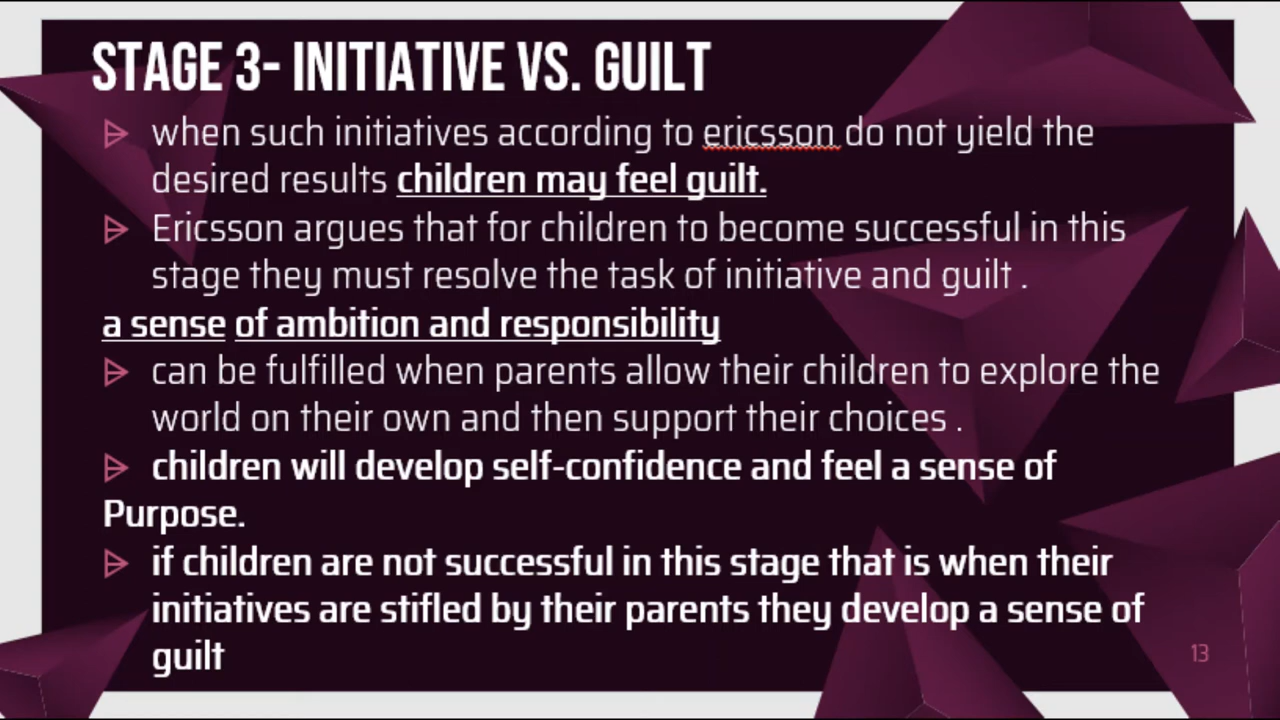 STAGE 3- INITIATIVE VS. GUILT
when such initiatives according to ericsson do not yield the
desired results children may feel guilt.
Ericsson argues that for children to become successful in this
stage they must resolve the task of initiative and guilt .
a sense of ambition and responsibility
can be fulfilled when parents allow their children to explore the
world on their own and then support their choices .
children will develop self-confidence and feel a sense of
Purpose.
if children are not successful in this stage that is when their
initiatives are stifled by their parents they develop a sense of
guilt
13